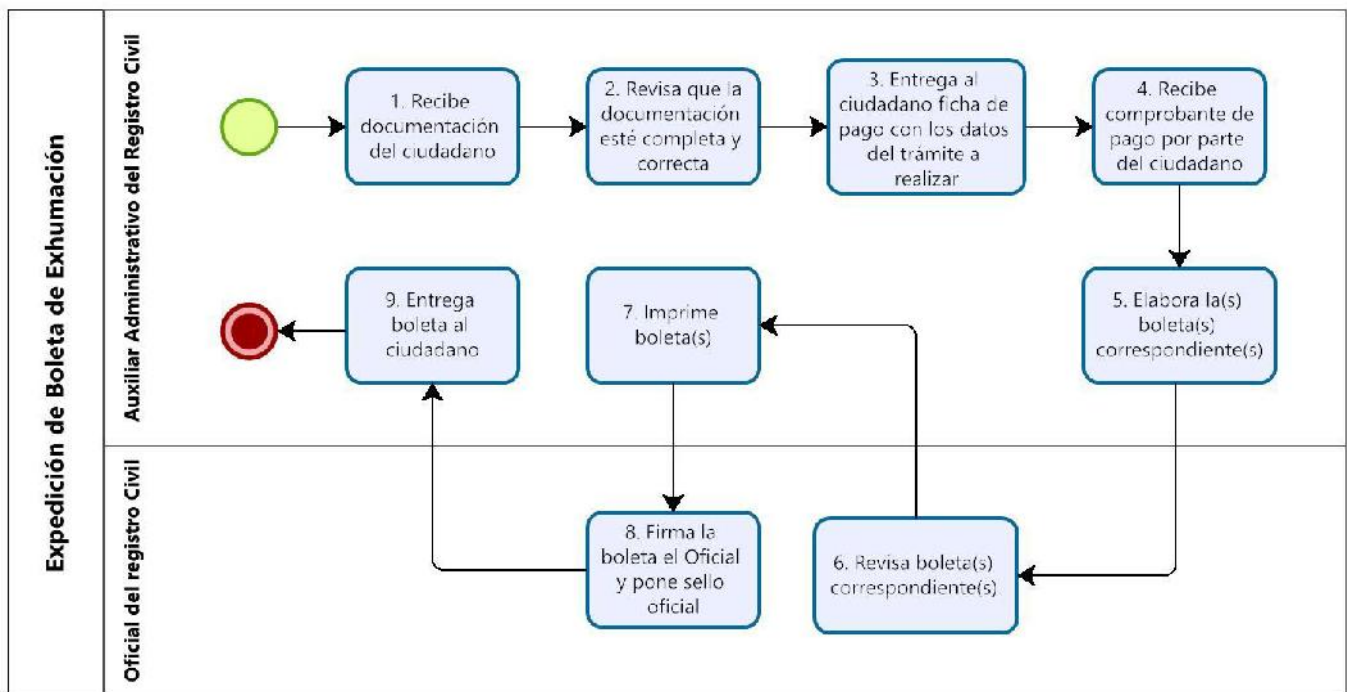 Expedición de Boleta de Exhumación
Auxiliar Administrativo del Registro Civil
1. Recibe
documentación
del ciudadano
2. Revisa que la
documentación
esté completa y
correcta
3. Entrega al
ciudadano ficha de
pago con los datos
del trámite a
realizar
4. Recibe
comprobante de
pago por parte
del ciudadano
9. Entrega
boleta al
ciudadano
7. Imprime
boleta(s)
5. Elabora la(s)
boleta(s)
correspondiente(s)
Oficial del registro Civil
8. Firma la
boleta el Oficial
y pone sello
oficial
6. Revisa boleta(s)
correspondiente(s)